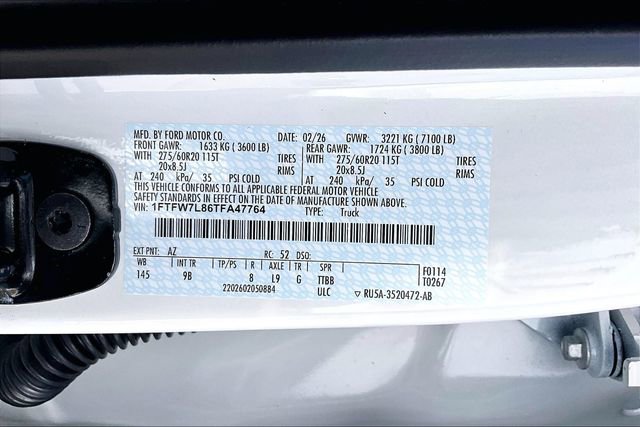 MFD. BY FORD MOTOR CO. DATE: 02/26 GVWR: 3221 KG ( 7100 LB)
FRONT GAWR: 1633 KG ( 3600 LB) REAR GAWR: 1724 KG ( 3800 LB)
WITH 275/60R20 115T TIRES WITH 275/60R20 115T TIRES
20x8.5J RIMS 20x8.5J RIMS
AT 240 kPa/ 35 PSI COLD AT 240 kPa/ 35 PSI COLD
THIS VEHICLE CONFORMS TO ALL APPLICABLE FEDERAL MOTOR VEHICLE
SAFETY STANDARDS IN EFFECT ON THE DATE OF MANUFACTURE SHOWN ABOVE.
VIN: 1FTFW7L86TFA47764 TYPE: Truck
EXT PNT: AZ RC: 52 DSO:
WB INT TR TP/PS R AXLE TR SPR F0114
145 9B 8 L9 G TTBB T0267
2202602050884 ULC ▽ RU5A-3520472-AB